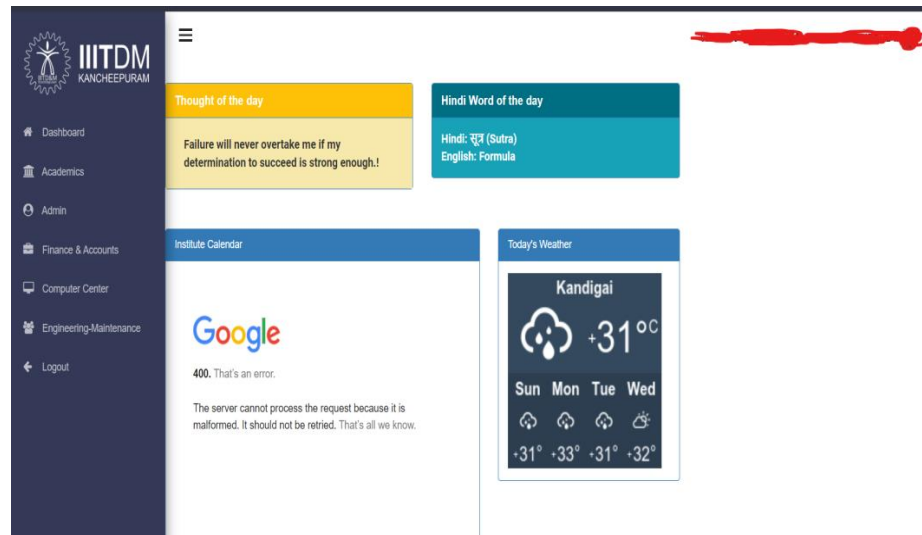 IIITDM
KANCHEEPURAM
Dashboard
Academics
Admin
Finance & Accounts
Computer Center
Engineering-Maintenance
Logout
Thought of the day
Failure will never overtake me if my
determination to succeed is strong enough.!
Hindi Word of the day
Hindi: सूत्र (Sutra)
English: Formula
Institute Calendar
Google
400. That's an error.
The server cannot process the request because it is
malformed. It should not be retried. That's all we know.
Today's Weather
Kandigai
+31°C
Sun Mon Tue Wed
+31° +33° +31° +32°